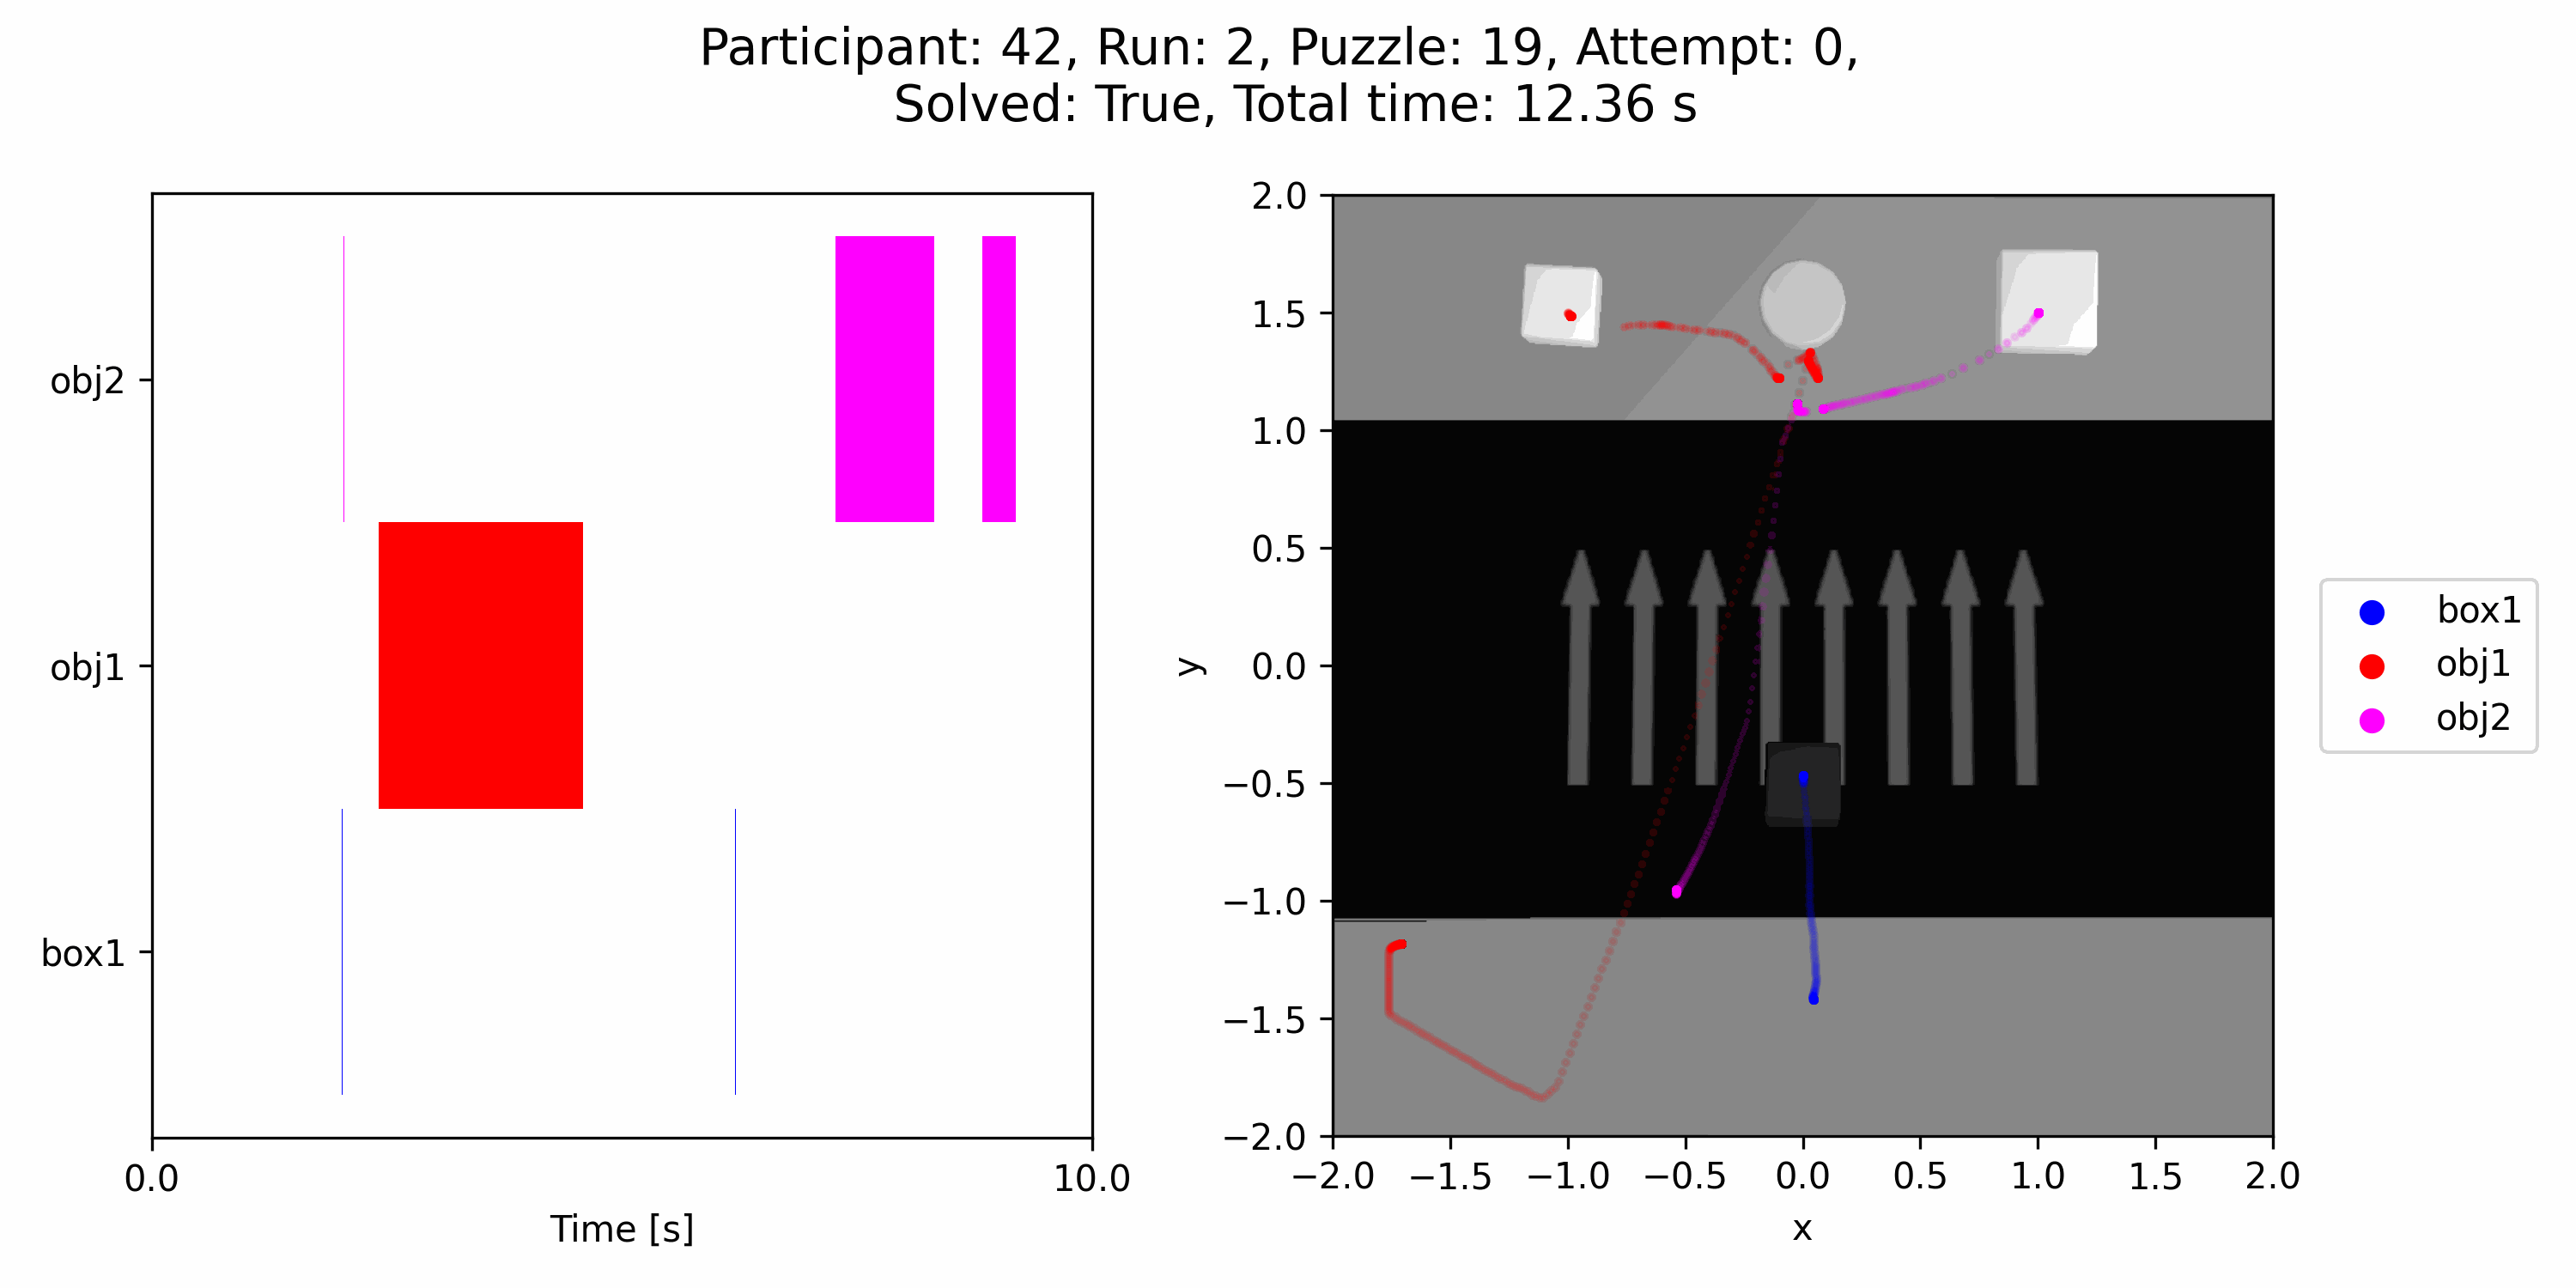 Participant: 42, Run: 2, Puzzle: 19, Attempt: 0,
Solved: True, Total time: 12.36 s
obj2
obj1
box1
0.0
10.0
Time [s]
2.0
1.5
1.0
0.5
0.0
−0.5
−1.0
−1.5
−2.0
y
−2.0
−1.5
−1.0
−0.5
0.0
0.5
1.0
1.5
2.0
x
box1
obj1
obj2